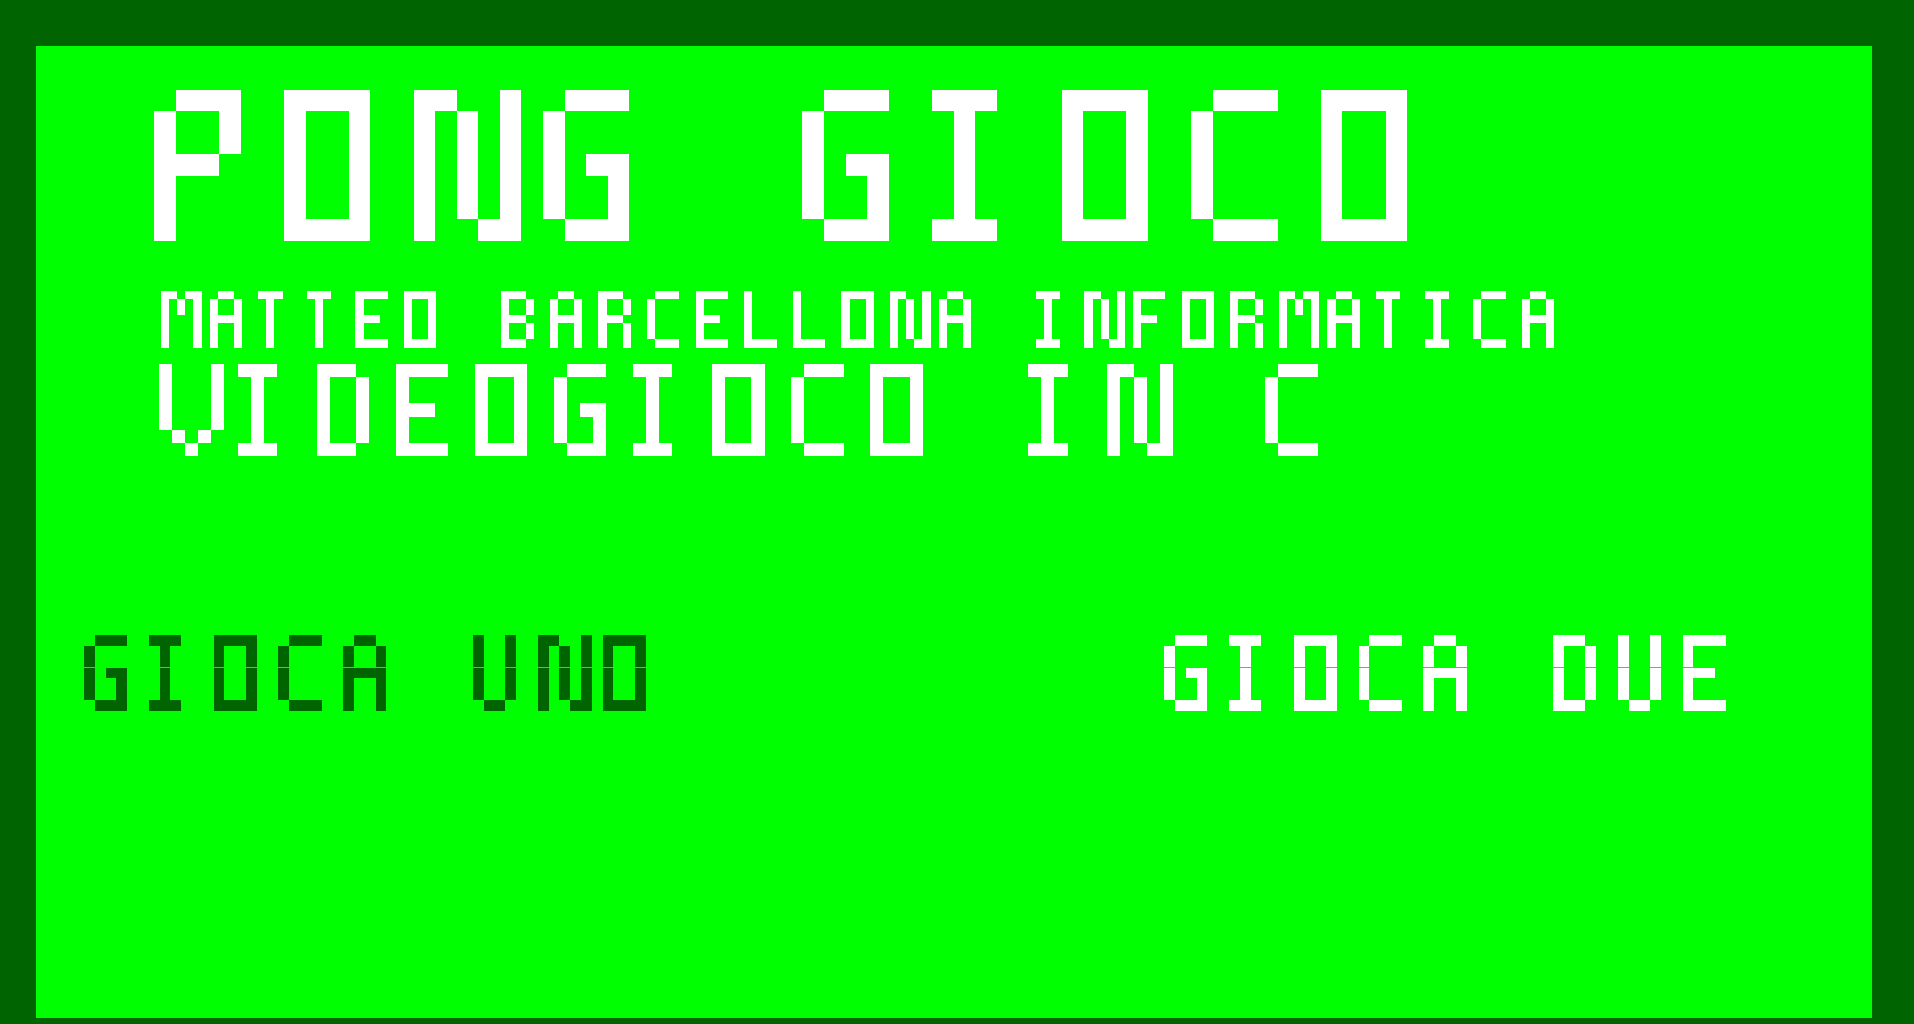 PONG GIOCO
MATTEO BARCELLONA INFORMATICA
VIDEOGIOCO IN C
GIOCA UNO
GIOCA DUE